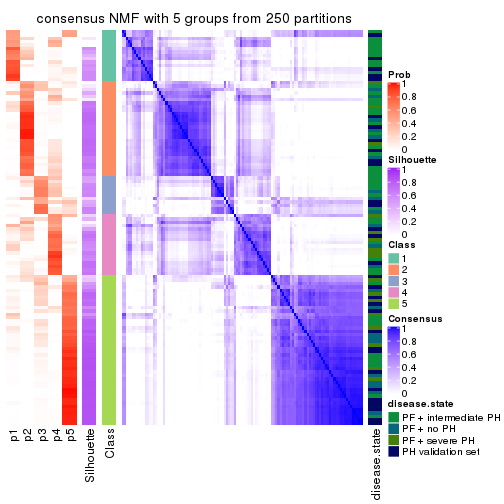 consensus NMF with 5 groups from 250 partitions
Prob
1
0.8
0.6
0.4
0.2
0
Silhouette
1
0.8
0.6
0.4
0.2
0
Class
1
2
3
4
5
Consensus
1
0.8
0.6
0.4
0.2
0
disease.state
PF + intermediate PH
PF + no PH
PF + severe PH
PH validation set
p1
p2
p3
p4
p5
Silhouette
Class
disease.state